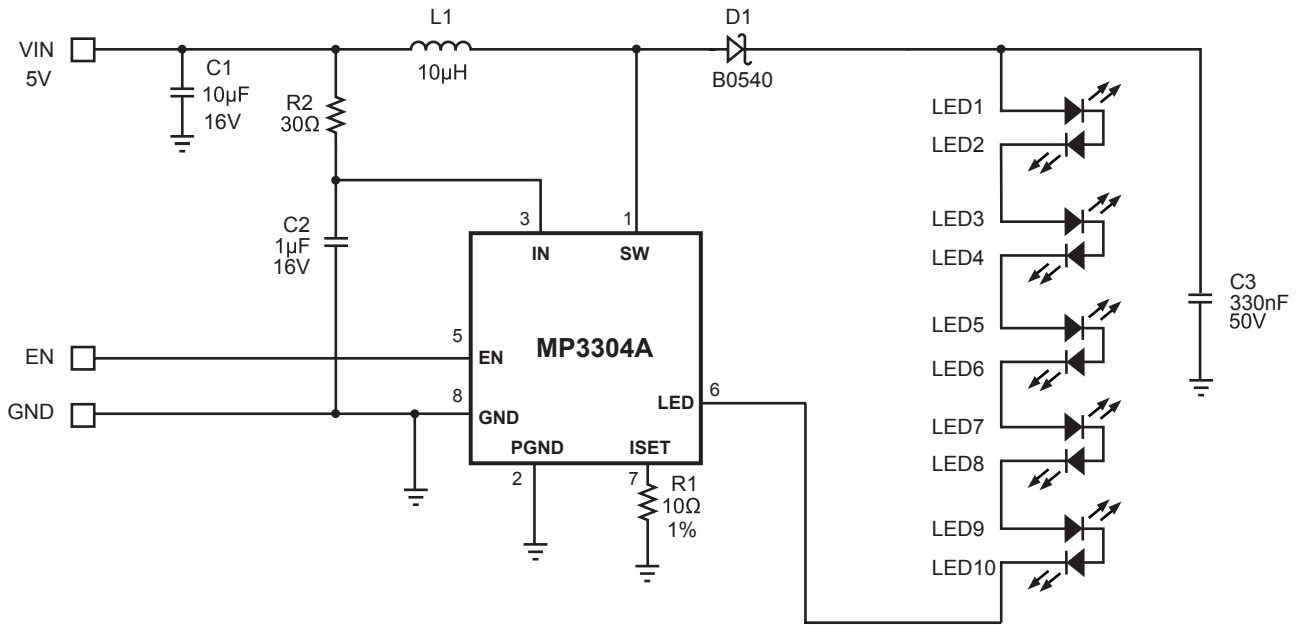 L1
D1
VIN
5V
C1
10µF
16V
10µH
B0540
R2
30Ω
LED1
LED2
C2
1µF
16V
3
1
IN
SW
LED3
LED4
C3
330nF
50V
LED5
LED6
EN
5
EN
MP3304A
GND
8
GND
LED
6
LED7
LED8
PGND
ISET
2
7
R1
10Ω
1%
LED9
LED10